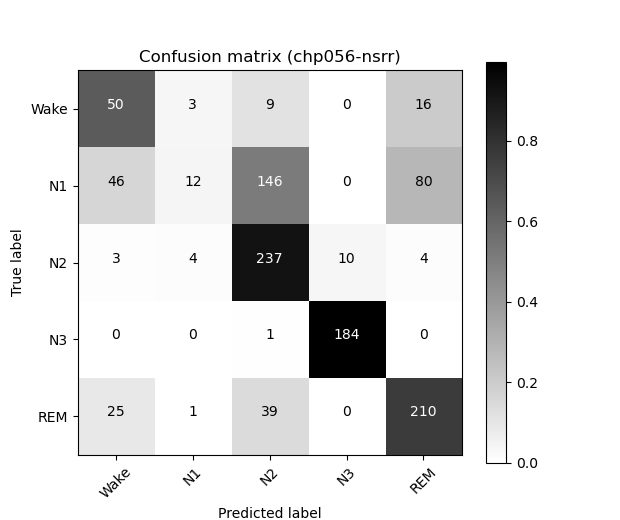 Confusion matrix (chp056-nsrr)
Wake 50 3 9 0 16
N1 46 12 146 0 80
N2 3 4 237 10 4
N3 0 0 1 184 0
REM 25 1 39 0 210
Wake N1 N2 N3 REM
Predicted label
True label
0.8
0.6
0.4
0.2
0.0